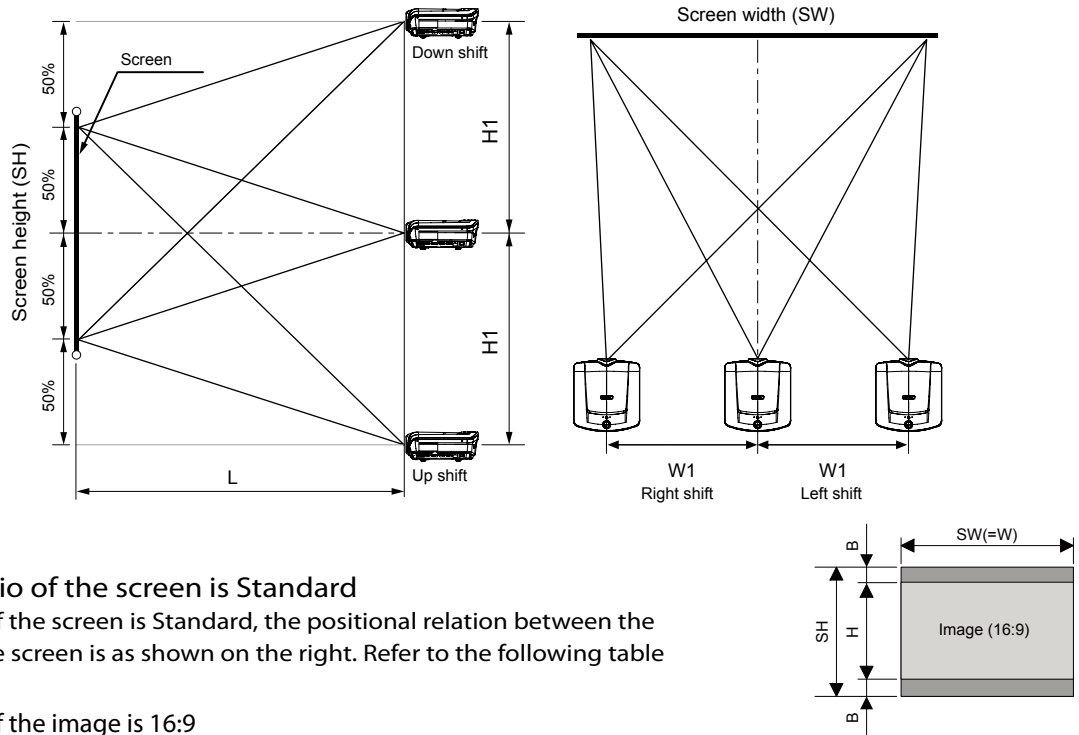 Screen width (SW)
Down shift
Screen
50%
50%
50%
50%
Screen height (SH)
H1
H1
L
Up shift
W1
Right shift
W1
Left shift
SW(=W)
B
SH
H
Image (16:9)
B
io of the screen is Standard
f the screen is Standard, the positional relation between the
e screen is as shown on the right. Refer to the following table
f the image is 16:9